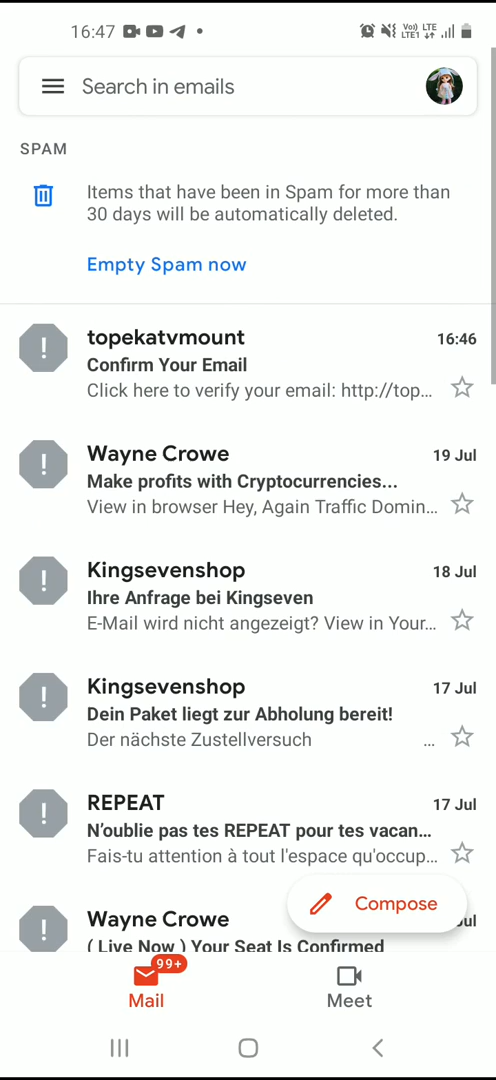 16:47
Vo)) LTE
LTE1
Search in emails
SPAM
Items that have been in Spam for more than
30 days will be automatically deleted.
Empty Spam now
topekatvmount 16:46
Confirm Your Email
Click here to verify your email: http://top...
Wayne Crowe 19 Jul
Make profits with Cryptocurrencies...
View in browser Hey, Again Traffic Domin...
Kingsevenshop 18 Jul
Ihre Anfrage bei Kingseven
E-Mail wird nicht angezeigt? View in Your...
Kingsevenshop 17 Jul
Dein Paket liegt zur Abholung bereit!
Der nächste Zustellversuch ...
REPEAT 17 Jul
N'oublie pas tes REPEAT pour tes vacan...
Fais-tu attention à tout l'espace qu'occup...
Compose
Wayne Crowe
( Live Now ) Your Seat Is Confirmed
99+
Mail Meet